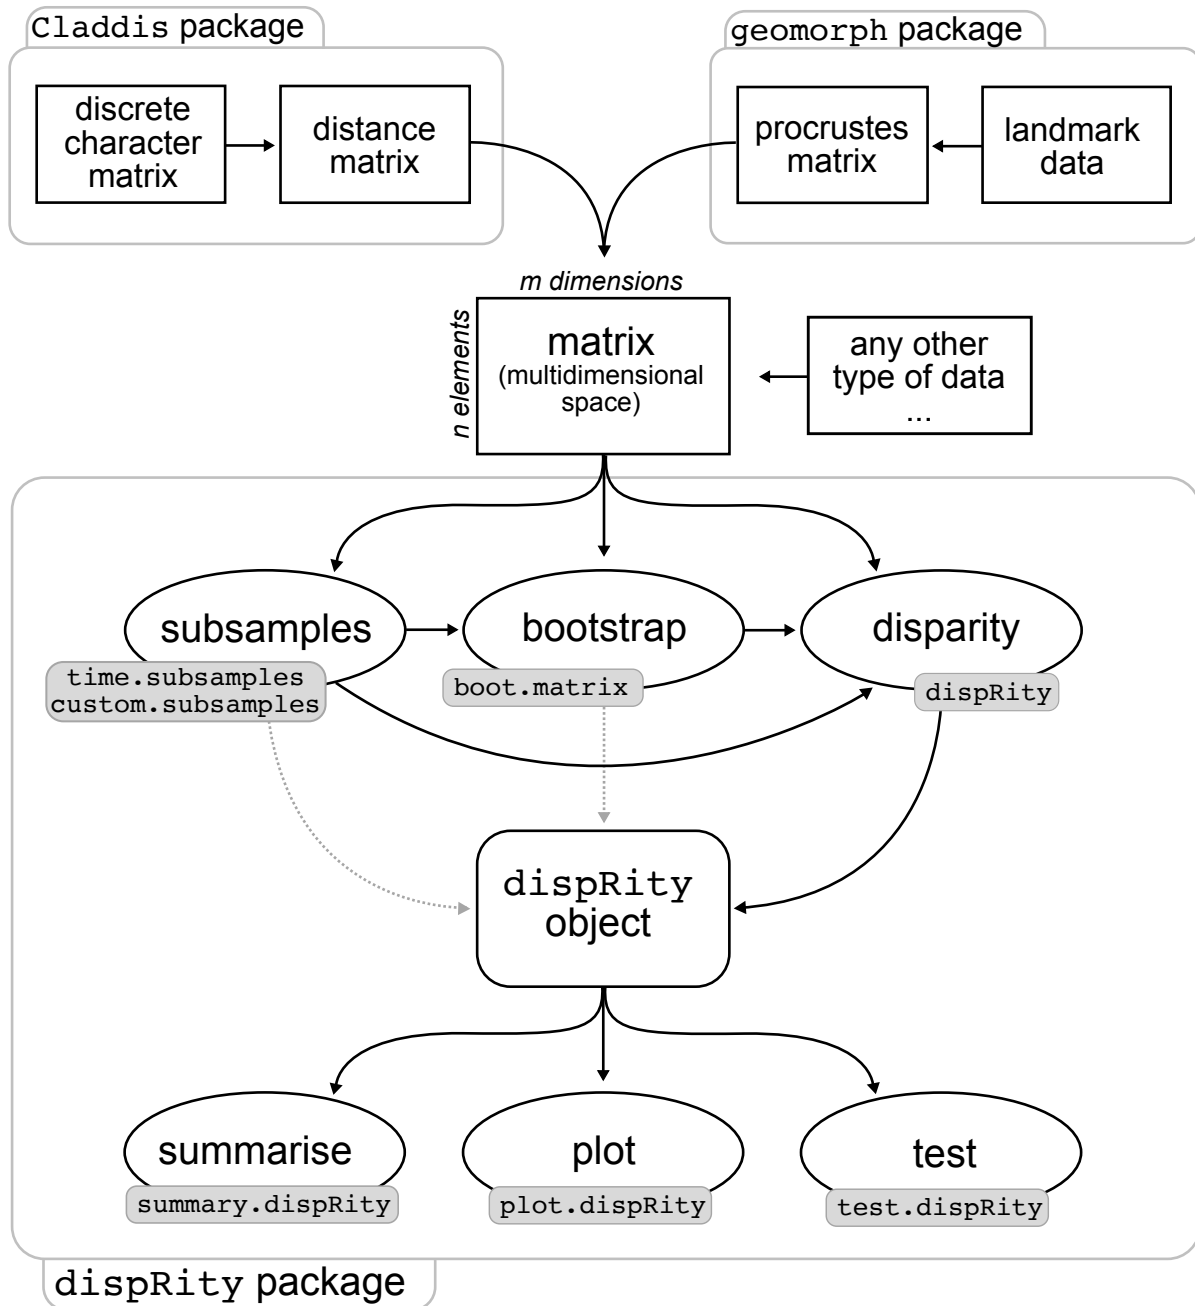 Claddis package
geomorph package
discrete
character
matrix
distance
matrix
procrustes
matrix
landmark
data
m dimensions
n elements
matrix
(multidimensional
space)
any other
type of data
...
subsamples
time.subsamples
custom.subsamples
bootstrap
boot.matrix
disparity
dispRity
dispRity
object
summarise
summary.dispRity
plot
plot.dispRity
test
test.dispRity
dispRity package